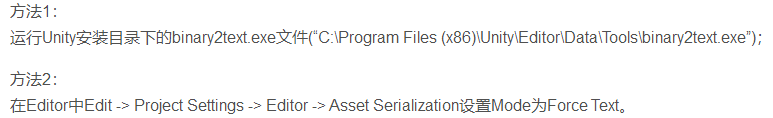 方法1：
运行Unity安装目录下的binary2text.exe文件(“C:\Program Files (x86)\Unity\Editor\Data\Tools\binary2text.exe”)；
方法2：
在Editor中Edit -> Project Settings -> Editor -> Asset Serialization设置Mode为Force Text。